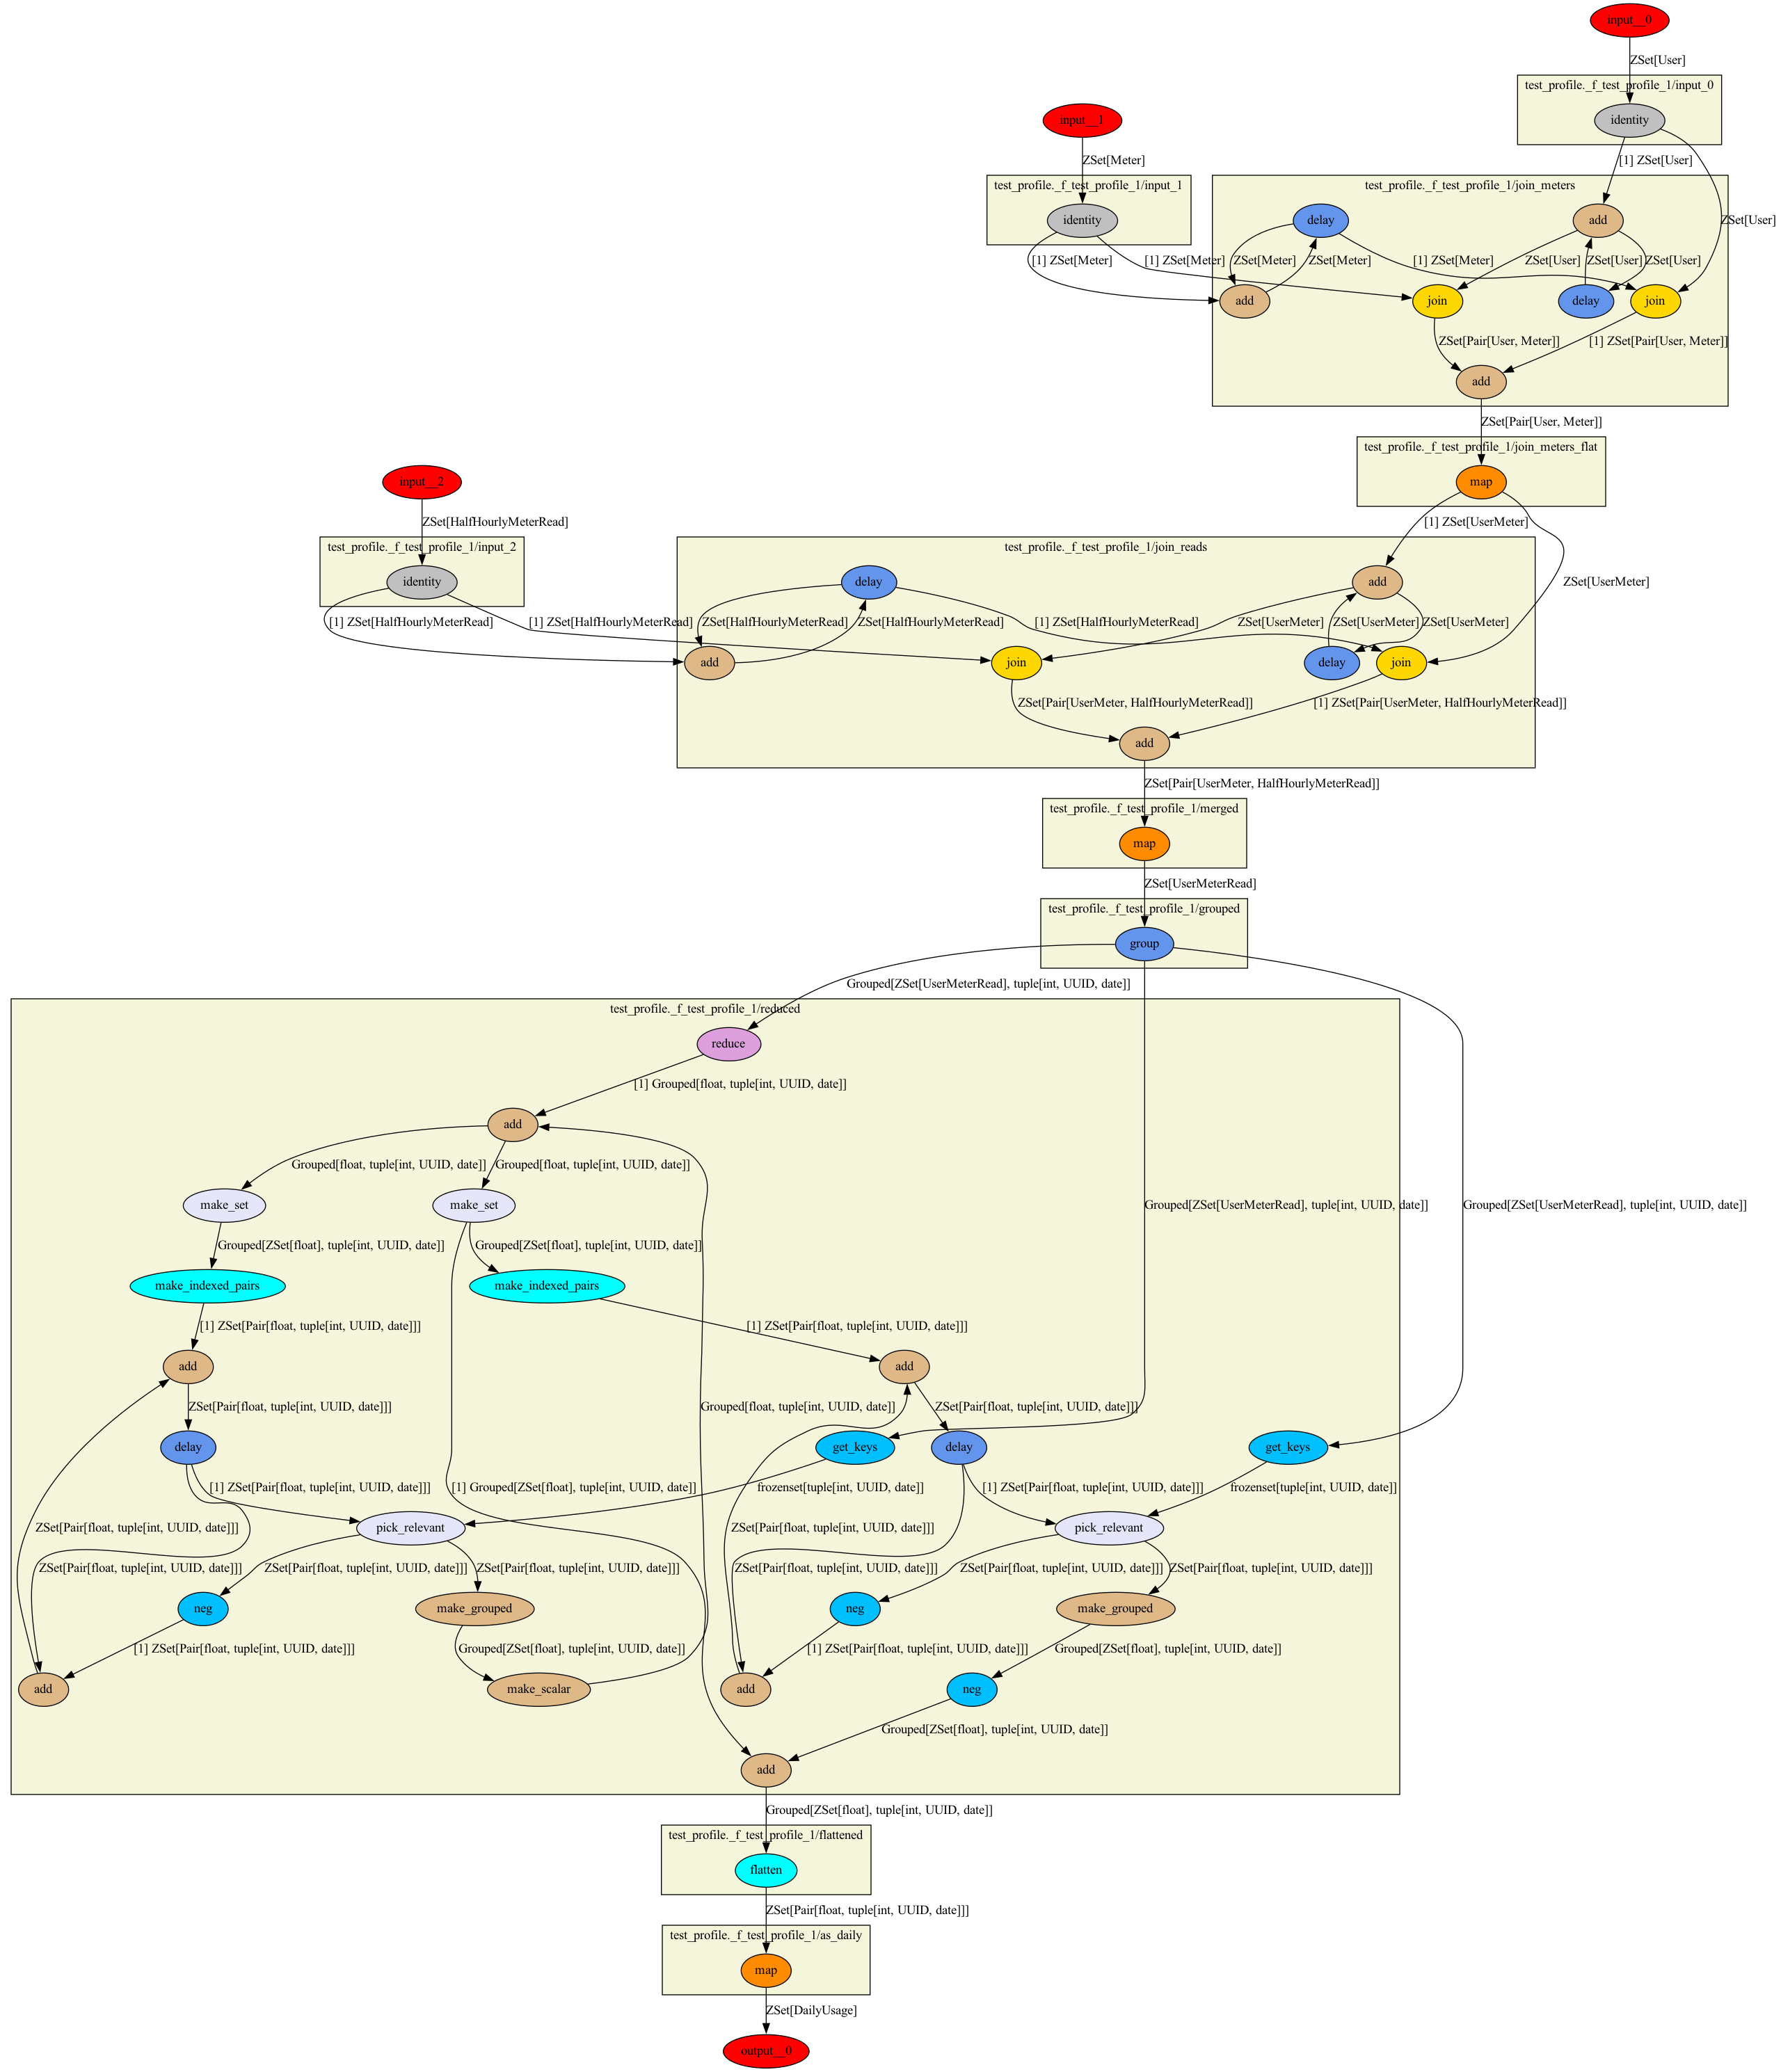 input__0
ZSet[User]
test_profile._f_test_profile_1/input_0
input__1
identity
ZSet[Meter]
[1] ZSet[User]
test_profile._f_test_profile_1/input_1
test_profile._f_test_profile_1/join_meters
identity
delay
add
ZSet[User]
[1] ZSet[Meter]
[1] ZSet[Meter]
ZSet[Meter]
ZSet[Meter]
[1] ZSet[Meter]
ZSet[User]
ZSet[User]
ZSet[User]
add
join
delay
join
ZSet[Pair[User, Meter]]
[1] ZSet[Pair[User, Meter]]
add
ZSet[Pair[User, Meter]]
test_profile._f_test_profile_1/join_meters_flat
input__2
map
ZSet[HalfHourlyMeterRead]
[1] ZSet[UserMeter]
test_profile._f_test_profile_1/input_2
test_profile._f_test_profile_1/join_reads
identity
delay
add
ZSet[UserMeter]
[1] ZSet[HalfHourlyMeterRead]
[1] ZSet[HalfHourlyMeterRead]
ZSet[HalfHourlyMeterRead]
ZSet[HalfHourlyMeterRead]
[1] ZSet[HalfHourlyMeterRead]
ZSet[UserMeter]
ZSet[UserMeter]
ZSet[UserMeter]
add
join
delay
join
ZSet[Pair[UserMeter, HalfHourlyMeterRead]]
[1] ZSet[Pair[UserMeter, HalfHourlyMeterRead]]
add
ZSet[Pair[UserMeter, HalfHourlyMeterRead]]
test_profile._f_test_profile_1/merged
map
ZSet[UserMeterRead]
test_profile._f_test_profile_1/grouped
group
Grouped[ZSet[UserMeterRead], tuple[int, UUID, date]]
test_profile._f_test_profile_1/reduced
reduce
[1] Grouped[float, tuple[int, UUID, date]]
add
Grouped[float, tuple[int, UUID, date]]
Grouped[float, tuple[int, UUID, date]]
make_set
make_set
Grouped[ZSet[UserMeterRead], tuple[int, UUID, date]]
Grouped[ZSet[UserMeterRead], tuple[int, UUID, date]]
Grouped[ZSet[float], tuple[int, UUID, date]]
Grouped[ZSet[float], tuple[int, UUID, date]]
make_indexed_pairs
make_indexed_pairs
[1] ZSet[Pair[float, tuple[int, UUID, date]]]
[1] ZSet[Pair[float, tuple[int, UUID, date]]]
add
add
ZSet[Pair[float, tuple[int, UUID, date]]]
Grouped[float, tuple[int, UUID, date]]
ZSet[Pair[float, tuple[int, UUID, date]]]
delay
get_keys
delay
get_keys
[1] ZSet[Pair[float, tuple[int, UUID, date]]]
[1] Grouped[ZSet[float], tuple[int, UUID, date]]
frozenset[tuple[int, UUID, date]]
[1] ZSet[Pair[float, tuple[int, UUID, date]]]
frozenset[tuple[int, UUID, date]]
ZSet[Pair[float, tuple[int, UUID, date]]]
pick_relevant
ZSet[Pair[float, tuple[int, UUID, date]]]
pick_relevant
ZSet[Pair[float, tuple[int, UUID, date]]]
ZSet[Pair[float, tuple[int, UUID, date]]]
ZSet[Pair[float, tuple[int, UUID, date]]]
ZSet[Pair[float, tuple[int, UUID, date]]]
ZSet[Pair[float, tuple[int, UUID, date]]]
ZSet[Pair[float, tuple[int, UUID, date]]]
neg
make_grouped
neg
make_grouped
[1] ZSet[Pair[float, tuple[int, UUID, date]]]
Grouped[ZSet[float], tuple[int, UUID, date]]
[1] ZSet[Pair[float, tuple[int, UUID, date]]]
Grouped[ZSet[float], tuple[int, UUID, date]]
add
make_scalar
add
neg
Grouped[ZSet[float], tuple[int, UUID, date]]
add
Grouped[ZSet[float], tuple[int, UUID, date]]
test_profile._f_test_profile_1/flattened
flatten
ZSet[Pair[float, tuple[int, UUID, date]]]
test_profile._f_test_profile_1/as_daily
map
ZSet[DailyUsage]
output__0